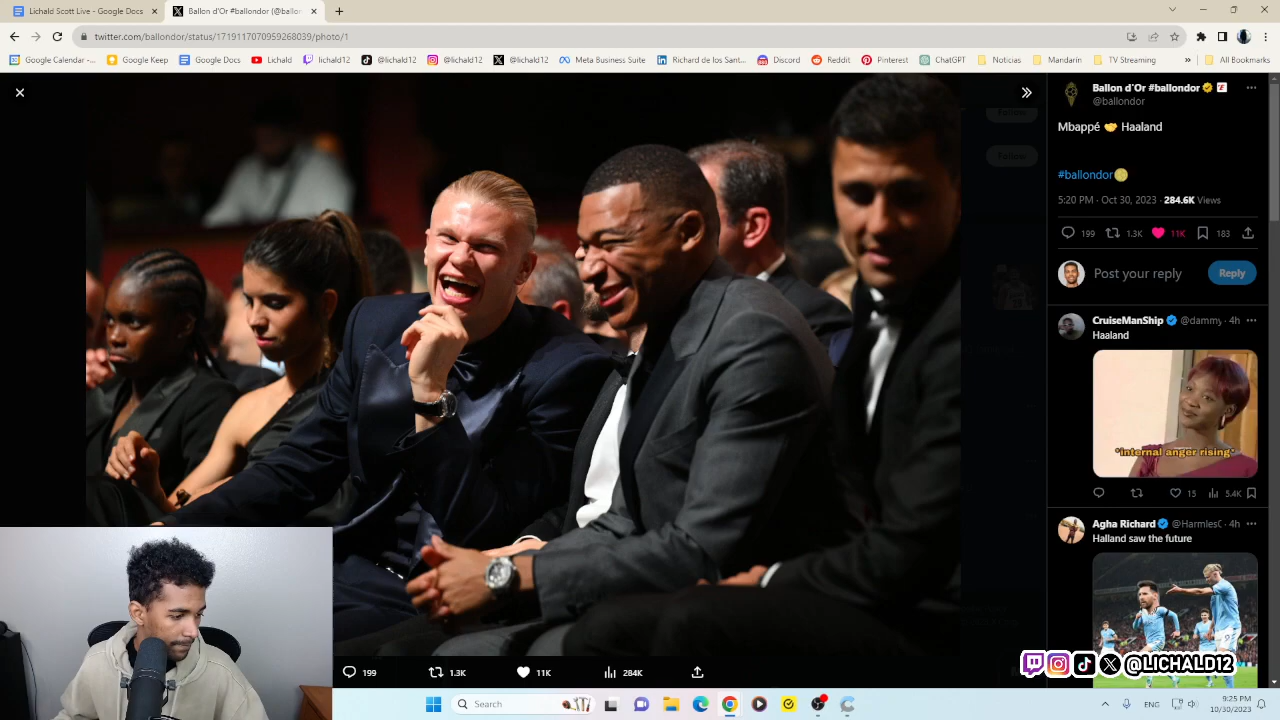 Lichald Scott Live - Google Docs
Ballon d'Or #ballondor (@ballor
twitter.com/ballondor/status/1719117070959268039/photo/1
Google Calendar -...
Google Keep
Google Docs
Lichald
lichald12
@lichald12
@lichald12
@lichald12
Meta Business Suite
Richard de los Sant...
Discord
Reddit
Pinterest
ChatGPT
Noticias
Mandarin
TV Streaming
All Bookmarks
Follow
Follow
Ballon d'Or #ballondor
@ballondor
Mbappé 🤝 Haaland
#ballondor
5:20 PM · Oct 30, 2023 · 284.6K Views
199 1.3K 11K 183
Post your reply
Reply
CruiseManShip @dammy · 4h
Haaland
*internal anger rising*
15 5.4K
Agha Richard @HarmlesC · 4h
Halland saw the future
9
199 1.3K 11K 284K
@LICHALD12
Search
ENG
9:25 PM
10/30/2023